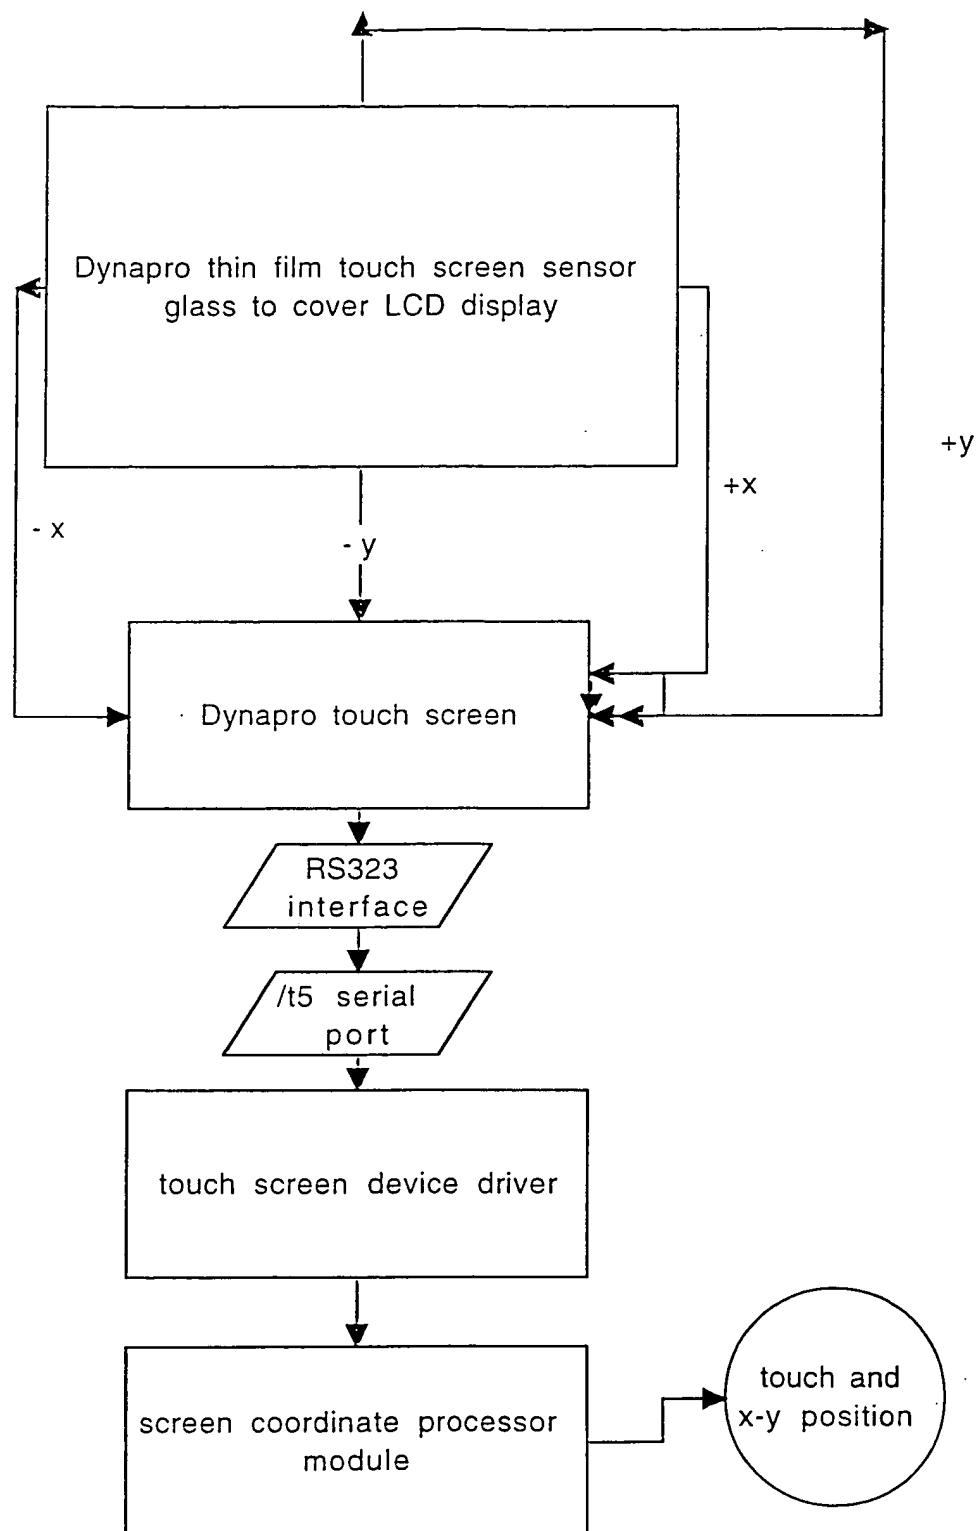 Dynapro thin film touch screen sensor
glass to cover LCD display
+y
+x
- x
- y
Dynapro touch screen
RS323
interface
/t5 serial
port
touch screen device driver
screen coordinate processor
module
touch and
x-y position